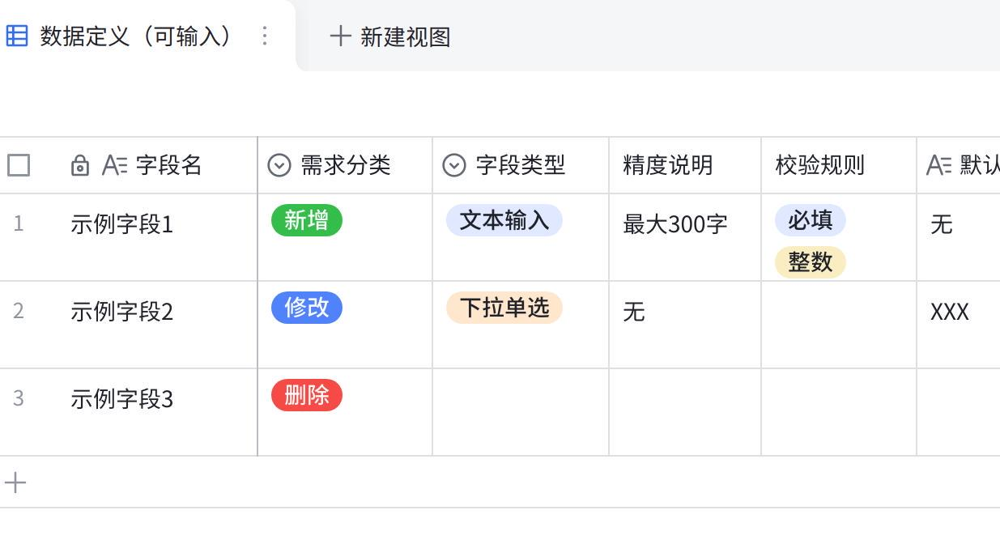 数据定义（可输入） 新建视图
字段名 需求分类 字段类型 精度说明 校验规则 默认
1 示例字段1 新增 文本输入 最大300字 必填 无
整数
2 示例字段2 修改 下拉单选 无 XXX
3 示例字段3 删除